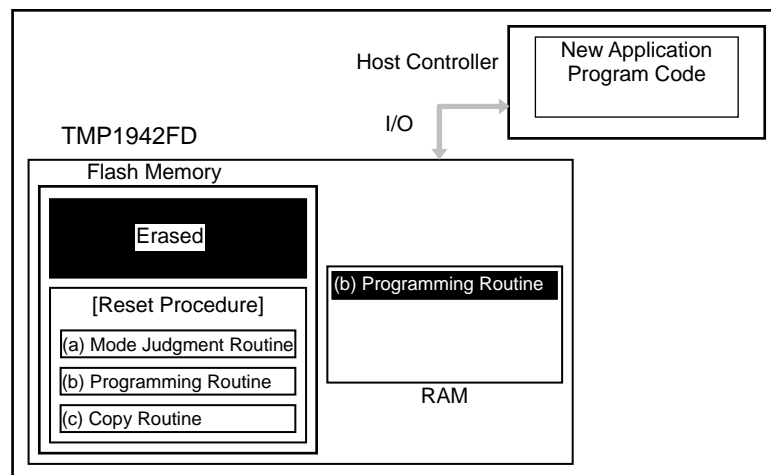 New Application
Program Code
Host Controller
I/O
TMP1942FD
Flash Memory
Erased
(b) Programming Routine
[Reset Procedure]
(a) Mode Judgment Routine
(b) Programming Routine
(c) Copy Routine
RAM